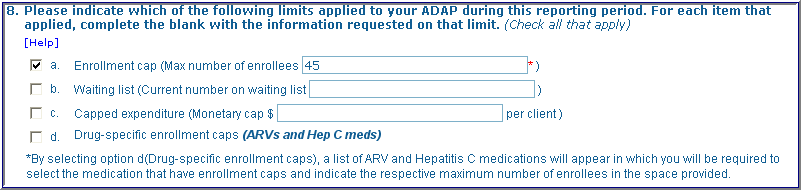 8. Please indicate which of the following limits applied to your ADAP during this reporting period. For each item that
applied, complete the blank with the information requested on that limit. (Check all that apply)
[Help]
a. Enrollment cap (Max number of enrollees 45 * )
b. Waiting list (Current number on waiting list )
c. Capped expenditure (Monetary cap $ per client )
d. Drug-specific enrollment caps (ARVs and Hep C meds)
*By selecting option d(Drug-specific enrollment caps), a list of ARV and Hepatitis C medications will appear in which you will be required to
select the medication that have enrollment caps and indicate the respective maximum number of enrollees in the space provided.